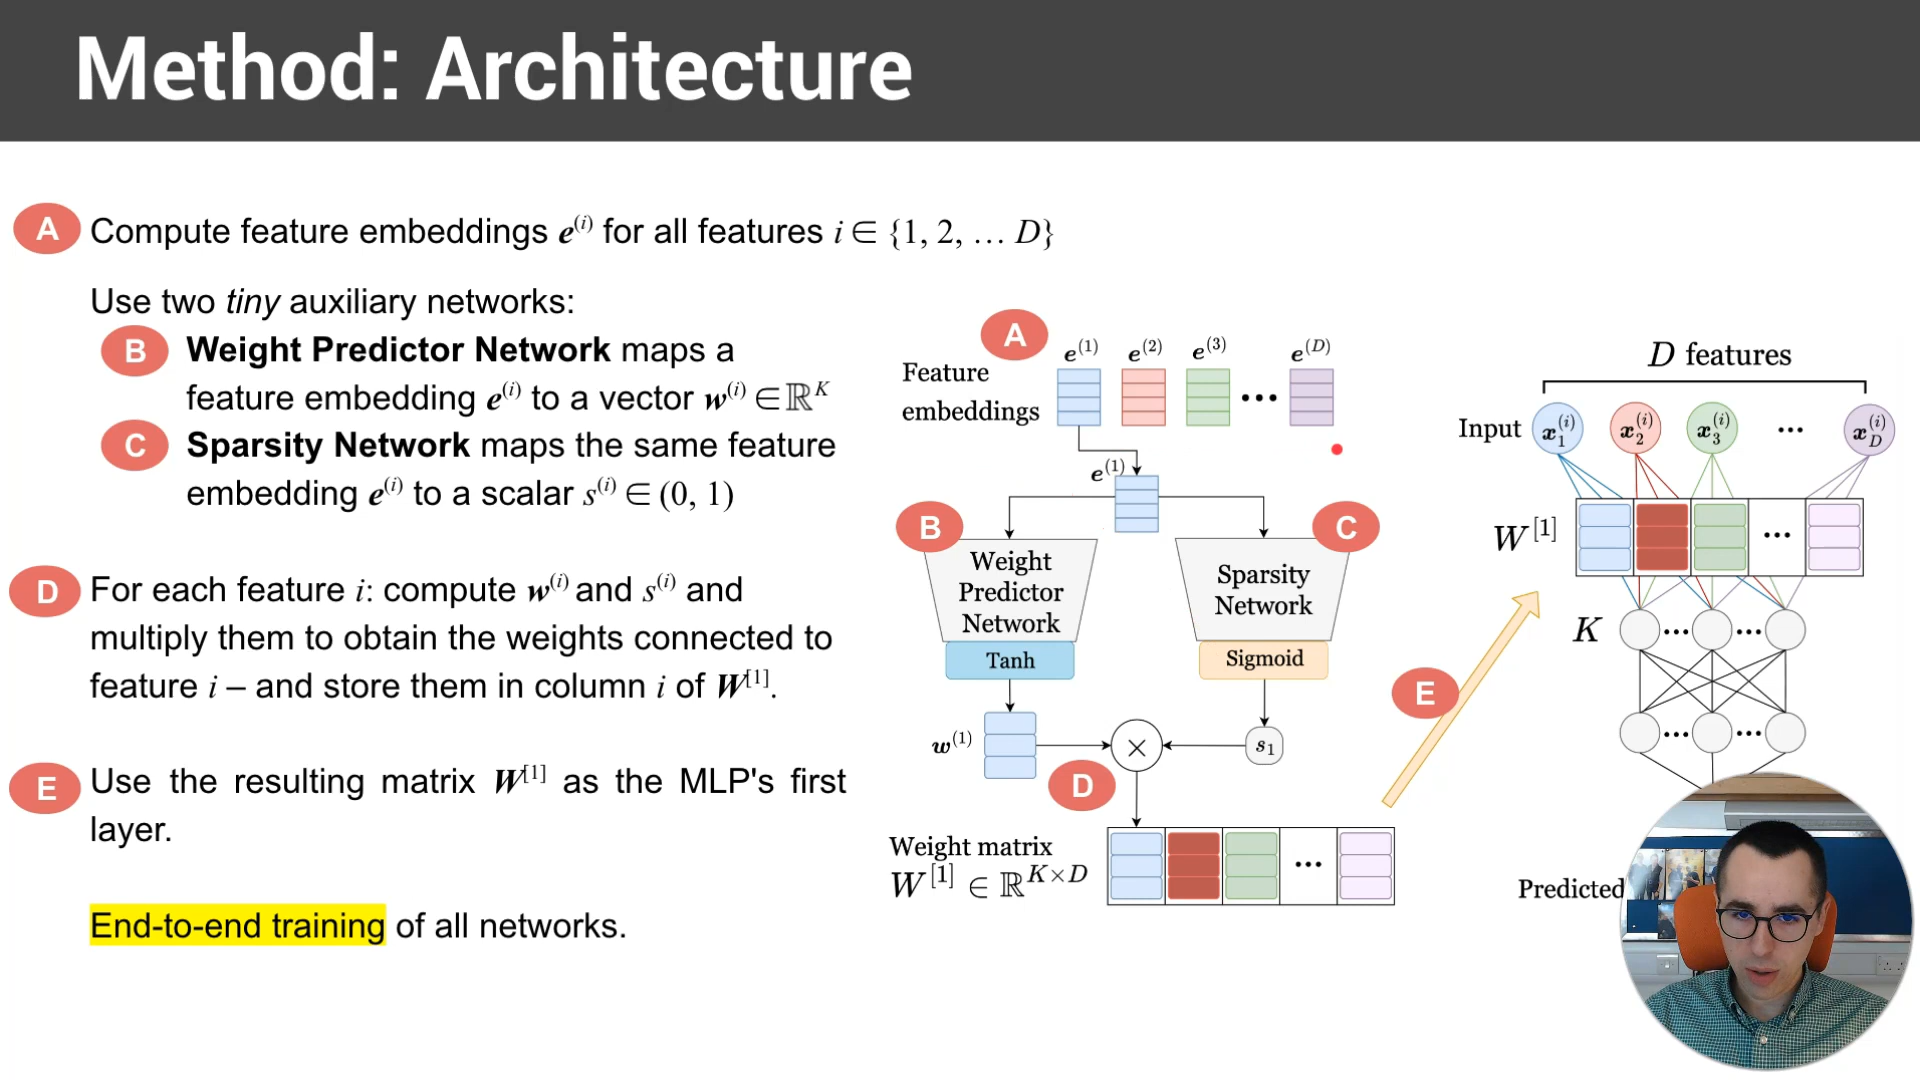 Method: Architecture
A Compute feature embeddings e^(i) for all features i ∈ {1, 2, … D}
Use two tiny auxiliary networks:
B Weight Predictor Network maps a
feature embedding e^(i) to a vector w^(i) ∈ ℝ^K
C Sparsity Network maps the same feature
embedding e^(i) to a scalar s^(i) ∈ (0, 1)
D For each feature i: compute w^(i) and s^(i) and
multiply them to obtain the weights connected to
feature i – and store them in column i of W^[1].
E Use the resulting matrix W^[1] as the MLP's first
layer.
End-to-end training of all networks.
A
e^(1) e^(2) e^(3) e^(D)
Feature
embeddings
•••
e^(1)
B
C
Weight
Predictor
Network
Sparsity
Network
Tanh
Sigmoid
w^(1)
×
s_1
D
Weight matrix
W^[1] ∈ ℝ^{K×D}
•••
E
D features
Input x_1^(i) x_2^(i) x_3^(i) ••• x_D^(i)
W^[1] •••
K ••• •••
••• •••
Predicted